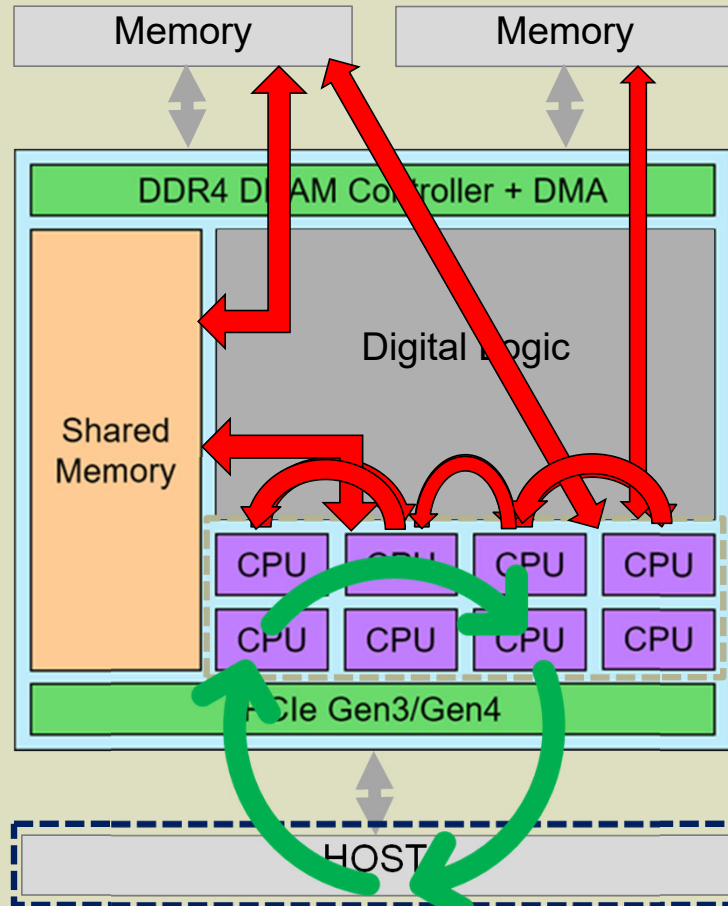 Memory
Memory
DDR4 DRAM Controller + DMA
Digital Logic
Shared
Memory
CPU CPU CPU CPU
CPU CPU CPU CPU
PCIe Gen3/Gen4
HOST